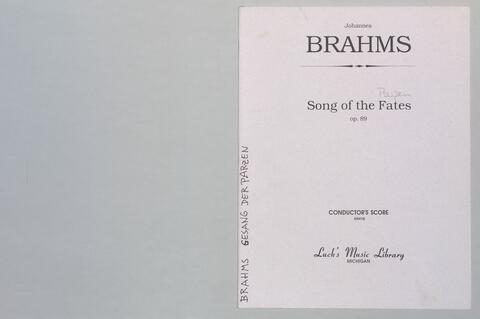 Johannes
BRAHMS
Parzen
Song of the Fates
op. 89
CONDUCTOR'S SCORE
Luck's Music Library
MICHIGAN
BRAHMS GESANG DER PARZEN